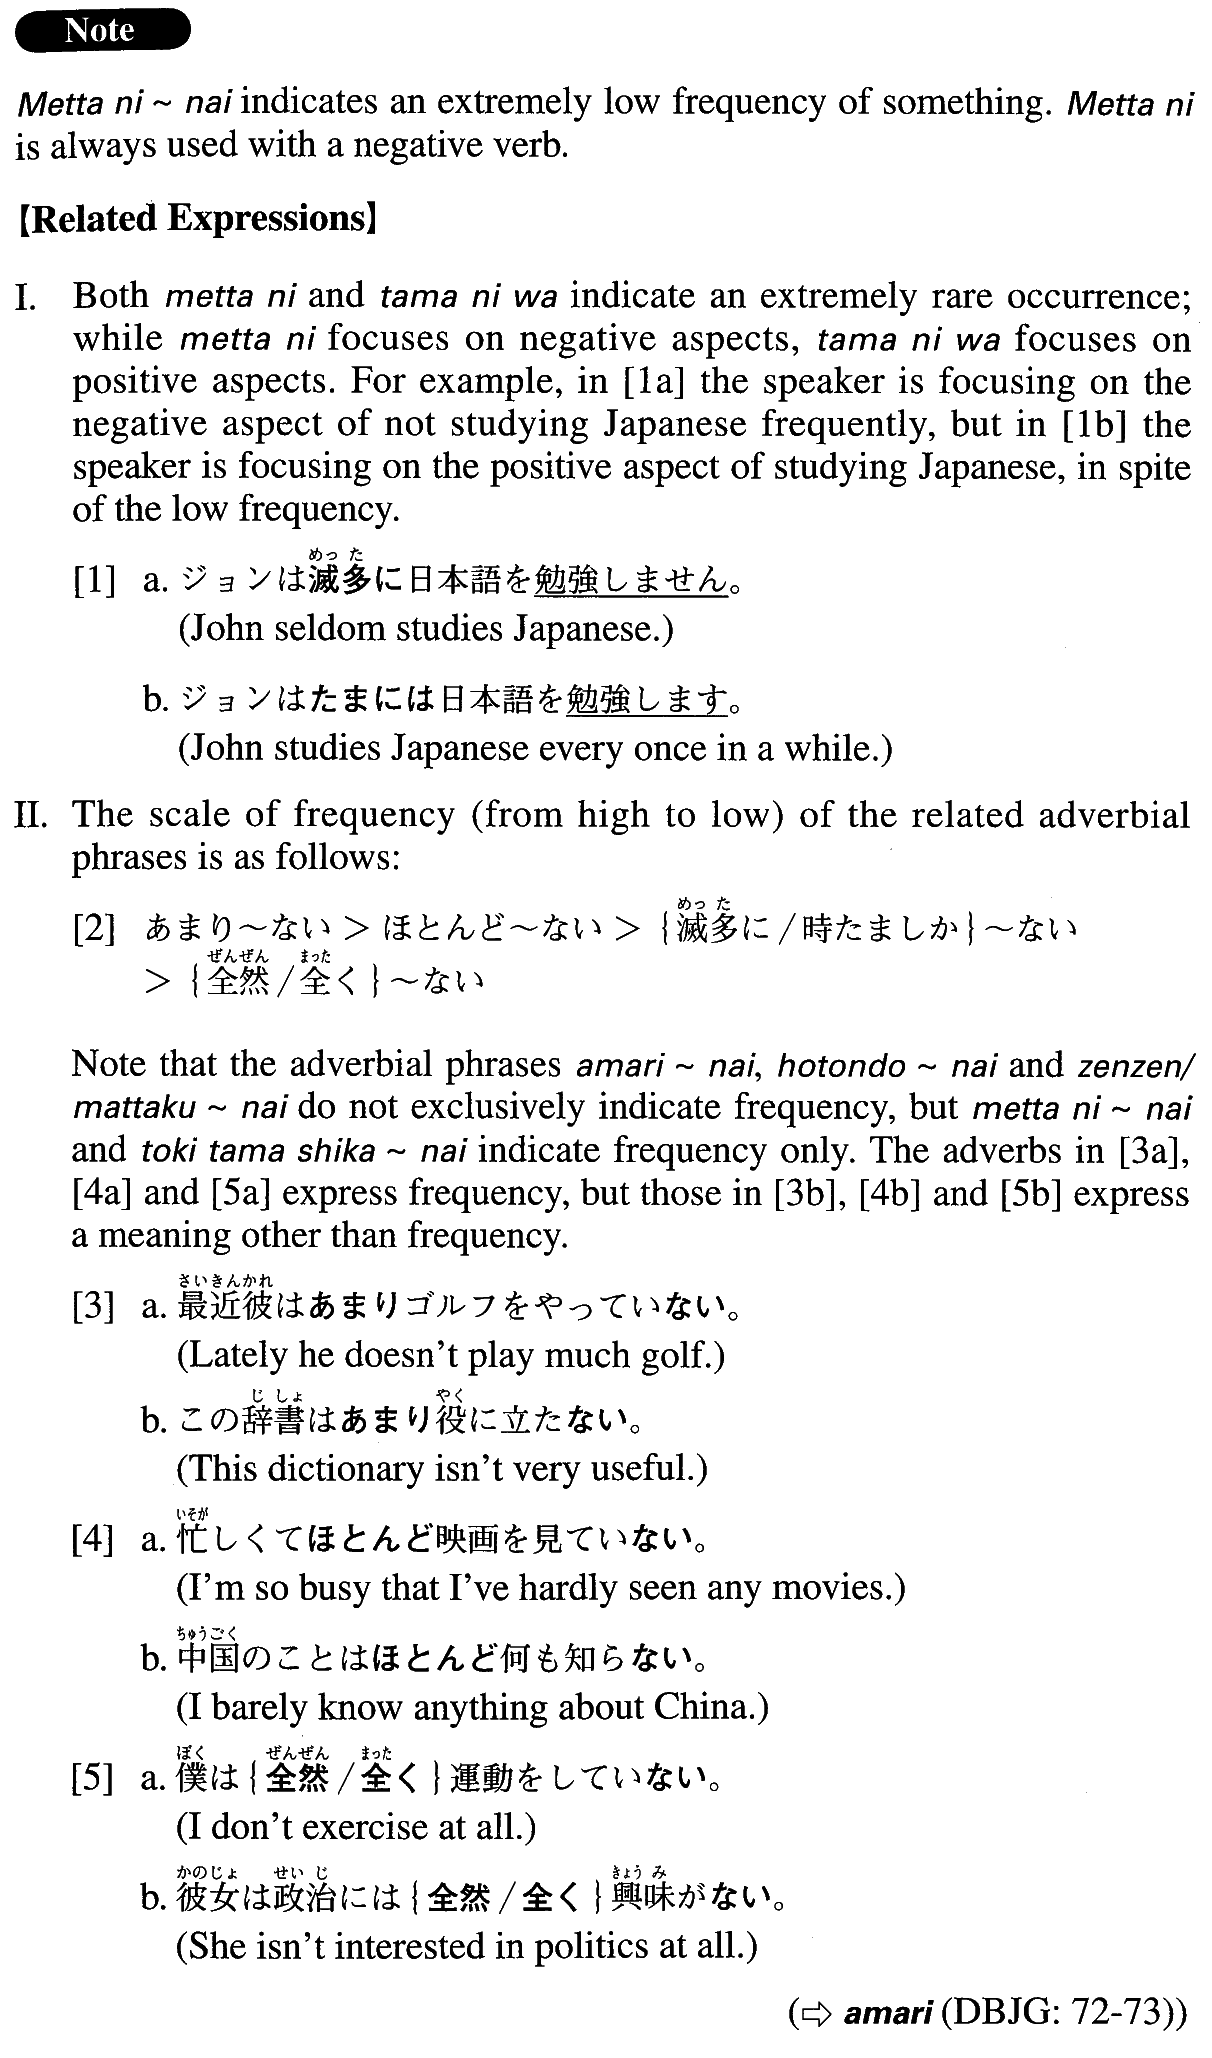 Note
Metta ni ~ nai indicates an extremely low frequency of something. Metta ni
is always used with a negative verb.
【Related Expressions】
I. Both metta ni and tama ni wa indicate an extremely rare occurrence;
while metta ni focuses on negative aspects, tama ni wa focuses on
positive aspects. For example, in [1a] the speaker is focusing on the
negative aspect of not studying Japanese frequently, but in [1b] the
speaker is focusing on the positive aspect of studying Japanese, in spite
of the low frequency.
めった
[1] a. ジョンは滅多に日本語を勉強しません。
(John seldom studies Japanese.)
b. ジョンはたまには日本語を勉強します。
(John studies Japanese every once in a while.)
II. The scale of frequency (from high to low) of the related adverbial
phrases is as follows:
めった
[2] あまり〜ない > ほとんど〜ない > {滅多に/時たましか}〜ない
ぜんぜん まった
> {全然/全く}〜ない
Note that the adverbial phrases amari ~ nai, hotondo ~ nai and zenzen/
mattaku ~ nai do not exclusively indicate frequency, but metta ni ~ nai
and toki tama shika ~ nai indicate frequency only. The adverbs in [3a],
[4a] and [5a] express frequency, but those in [3b], [4b] and [5b] express
a meaning other than frequency.
さいきんかれ
[3] a. 最近彼はあまりゴルフをやっていない。
(Lately he doesn't play much golf.)
じしょ やく
b. この辞書はあまり役に立たない。
(This dictionary isn't very useful.)
いそが
[4] a. 忙しくてほとんど映画を見ていない。
(I'm so busy that I've hardly seen any movies.)
ちゅうごく
b. 中国のことはほとんど何も知らない。
(I barely know anything about China.)
ぼく ぜんぜん まった
[5] a. 僕は{全然/全く}運動をしていない。
(I don't exercise at all.)
かのじょ せいじ きょうみ
b. 彼女は政治には{全然/全く}興味がない。
(She isn't interested in politics at all.)
(⇨ amari (DBJG: 72-73))